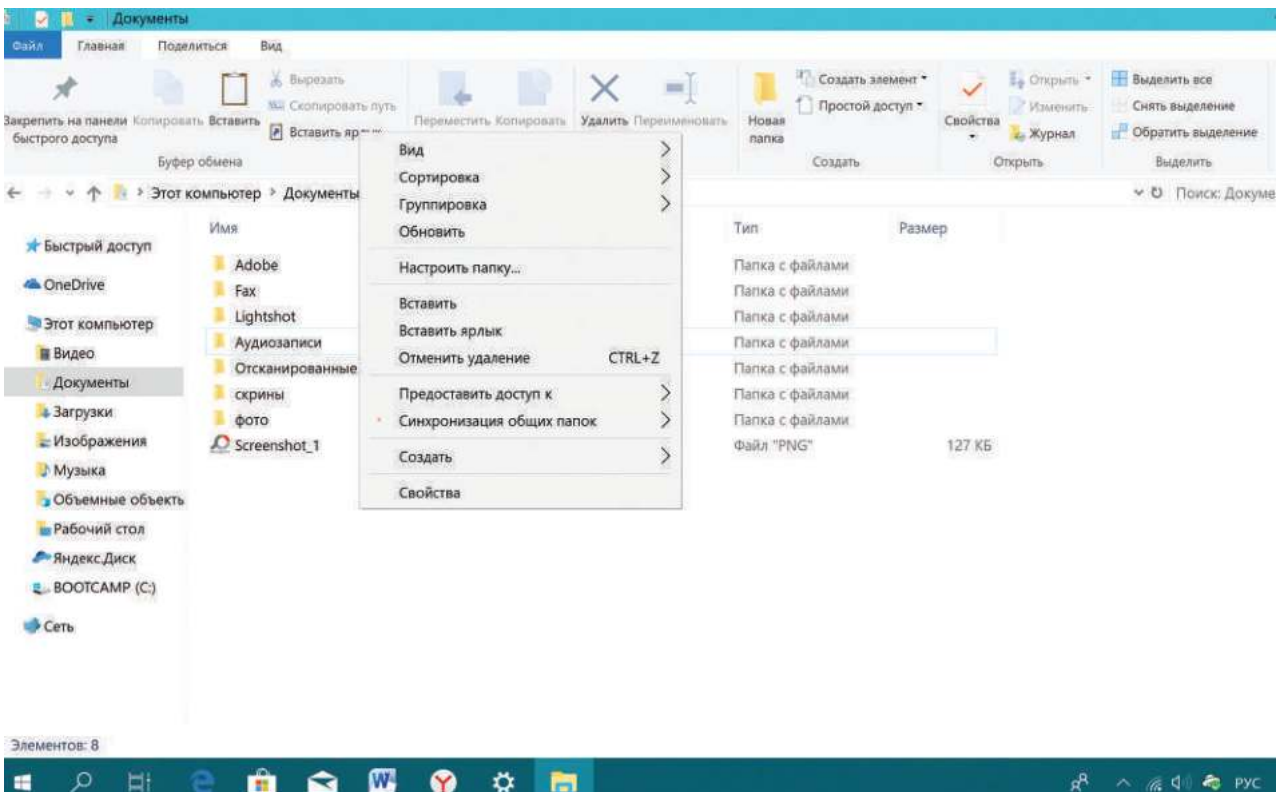 Документы
Файл Главная Поделиться Вид
Закрепить на панели быстрого доступа
Копировать
Вставить
Вырезать
Скопировать путь
Вставить ярлык
Переместить
Копировать
Удалить
Переименовать
Новая папка
Создать элемент
Простой доступ
Свойства
Открыть
Изменить
Журнал
Выделить все
Снять выделение
Обратить выделение
Буфер обмена
Создать
Открыть
Выделить
Этот компьютер > Документы
Поиск: Докуме
Быстрый доступ
OneDrive
Этот компьютер
Видео
Документы
Загрузки
Изображения
Музыка
Объемные объекть
Рабочий стол
Яндекс.Диск
BOOTCAMP (C:)
Сеть
Имя Тип Размер
Adobe Папка с файлами
Fax Папка с файлами
Lightshot Папка с файлами
Аудиозаписи Папка с файлами
Отсканированные Папка с файлами
скрины Папка с файлами
фото Папка с файлами
Screenshot_1 Файл "PNG" 127 КБ
Вид
Сортировка
Группировка
Обновить
Настроить папку...
Вставить
Вставить ярлык
Отменить удаление CTRL+Z
Предоставить доступ к
Синхронизация общих папок
Создать
Свойства
Элементов: 8
РУС